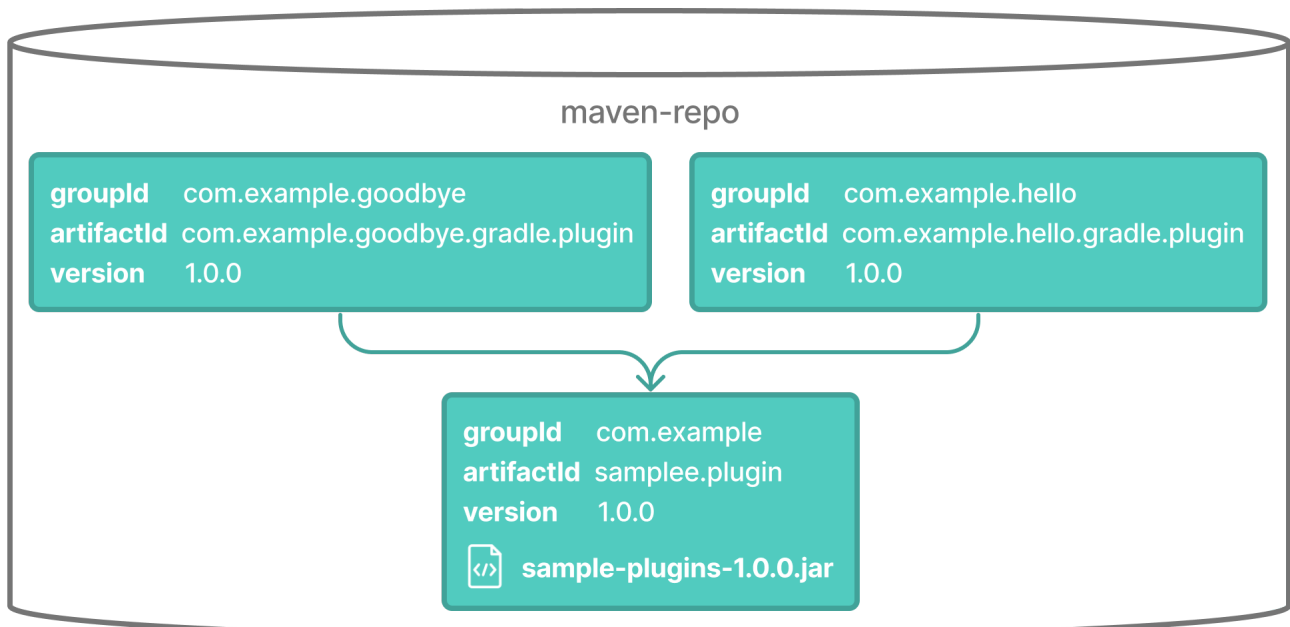 maven-repo
groupId com.example.goodbye
artifactId com.example.goodbye.gradle.plugin
version 1.0.0
groupId com.example.hello
artifactId com.example.hello.gradle.plugin
version 1.0.0
groupId com.example
artifactId samplee.plugin
version 1.0.0
</> sample-plugins-1.0.0.jar